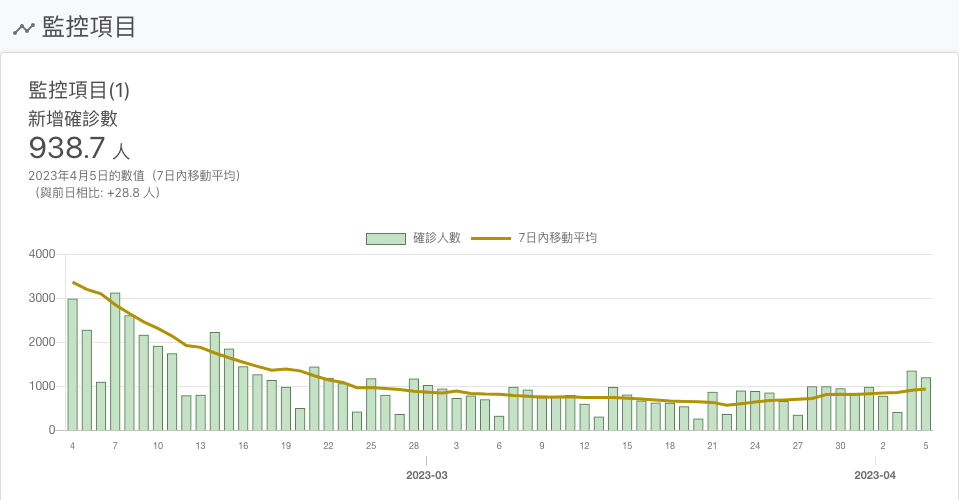 監控項目
監控項目(1)
新增確診數
938.7 人
2023年4月5日的數值（7日內移動平均）
（與前日相比: +28.8 人）
確診人數 7日內移動平均
4000
3000
2000
1000
0
4 7 10 13 16 19 22 25 28 3 6 9 12 15 18 21 24 27 30 2 5
2023-03 2023-04